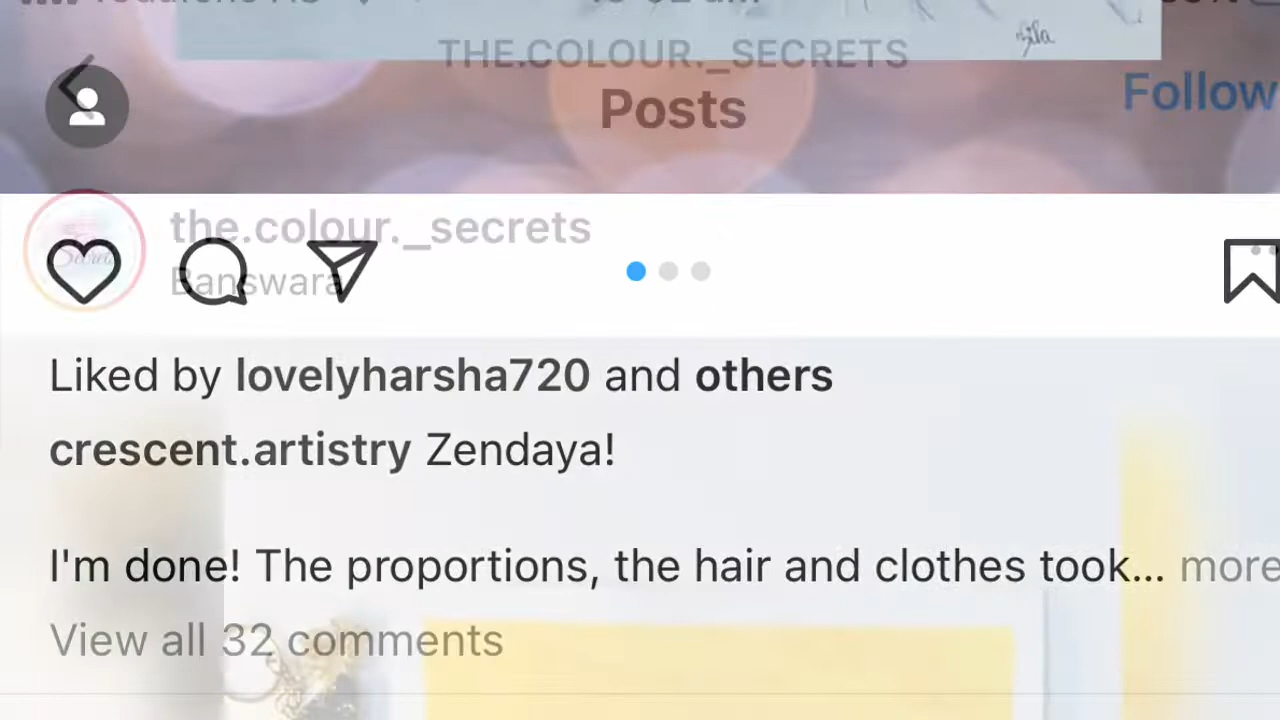 THE.COLOUR._SECRETS
Posts
Follow
the.colour._secrets
Banswara
Liked by lovelyharsha720 and others
crescent.artistry Zendaya!
I'm done! The proportions, the hair and clothes took... more
View all 32 comments